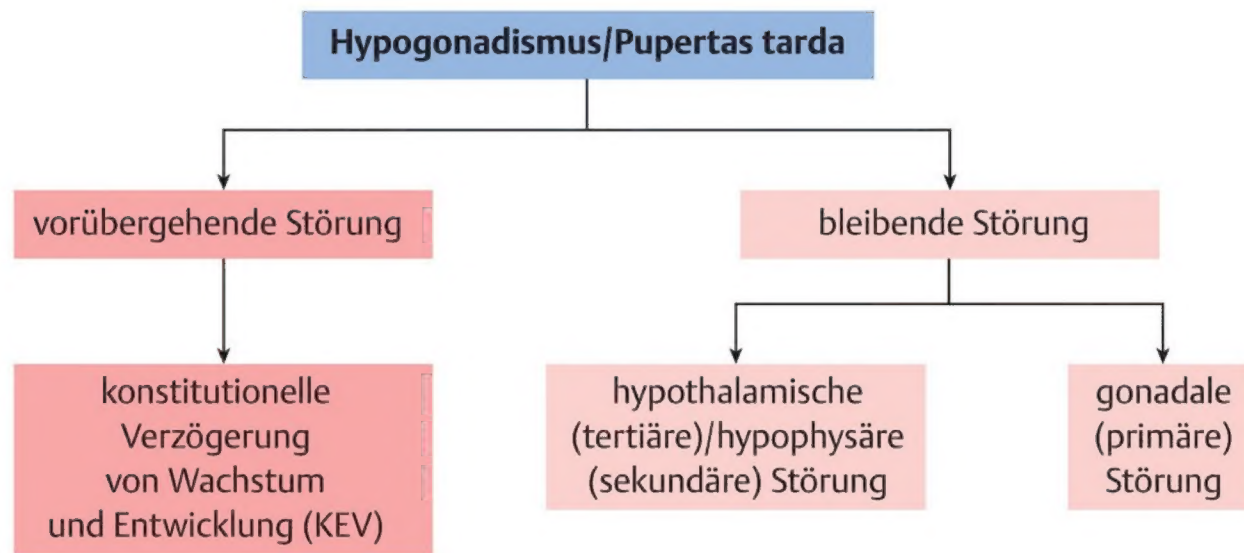 Hypogonadismus/Pupertas tarda
vorübergehende Störung
bleibende Störung
konstitutionelle
Verzögerung
von Wachstum
und Entwicklung (KEV)
hypothalamische
(tertiäre)/hypophysäre
(sekundäre) Störung
gonadale
(primäre)
Störung